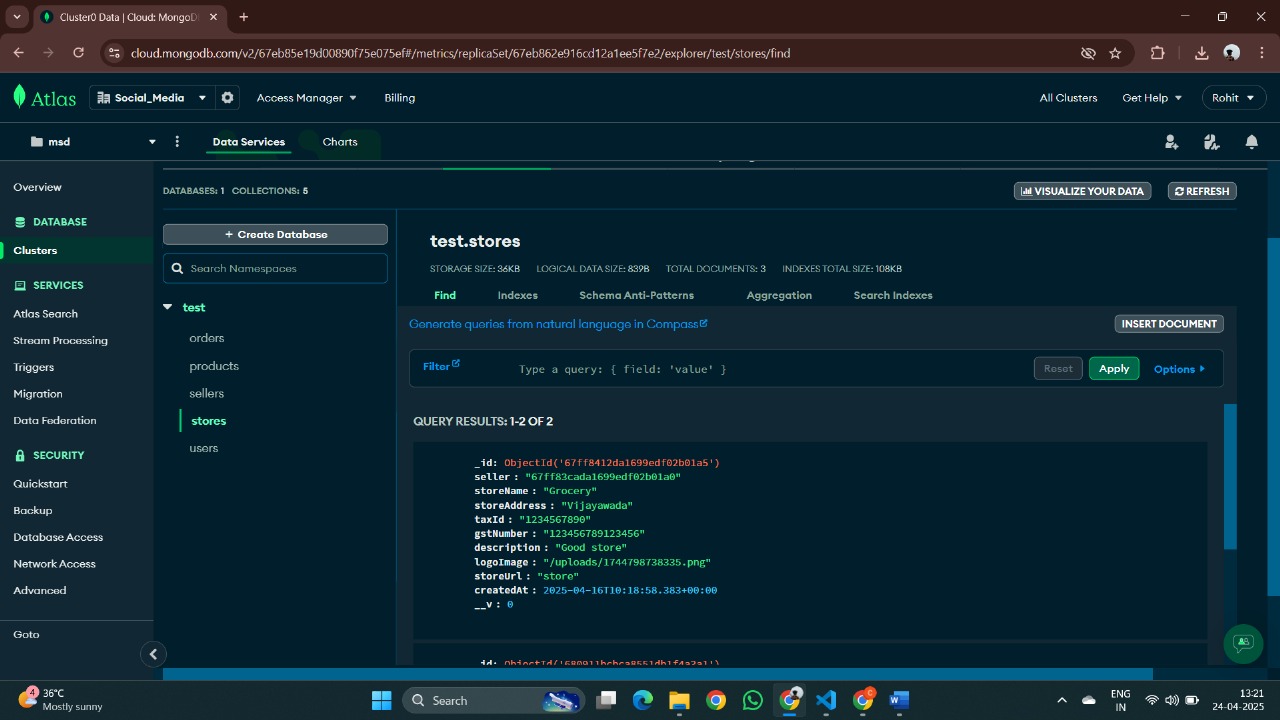 Cluster0 Data | Cloud: MongoDB
cloud.mongodb.com/v2/67eb85e19d00890f75e075ef#/metrics/replicaSet/67eb862e916cd12a1ee5f7e2/explorer/test/stores/find
Atlas
Social_Media
Access Manager
Billing
All Clusters
Get Help
Rohit
msd
Data Services
Charts
Overview
DATABASE
Clusters
SERVICES
Atlas Search
Stream Processing
Triggers
Migration
Data Federation
SECURITY
Quickstart
Backup
Database Access
Network Access
Advanced
Goto
DATABASES: 1 COLLECTIONS: 5
VISUALIZE YOUR DATA
REFRESH
+ Create Database
Search Namespaces
test
orders
products
sellers
stores
users
test.stores
STORAGE SIZE: 36KB LOGICAL DATA SIZE: 839B TOTAL DOCUMENTS: 3 INDEXES TOTAL SIZE: 108KB
Find Indexes Schema Anti-Patterns Aggregation Search Indexes
Generate queries from natural language in Compass
INSERT DOCUMENT
Filter
Type a query: { field: 'value' }
Reset
Apply
Options
QUERY RESULTS: 1-2 OF 2
_id: ObjectId('67ff8412da1699edf02b01a5')
seller : "67ff83cada1699edf02b01a0"
storeName : "Grocery"
storeAddress : "Vijayawada"
taxId : "1234567890"
gstNumber : "123456789123456"
description : "Good store"
logoImage : "/uploads/1744798738335.png"
storeUrl : "store"
createdAt : 2025-04-16T10:18:58.383+00:00
__v : 0
4
36°C
Mostly sunny
Search
ENG
IN
13:21
24-04-2025